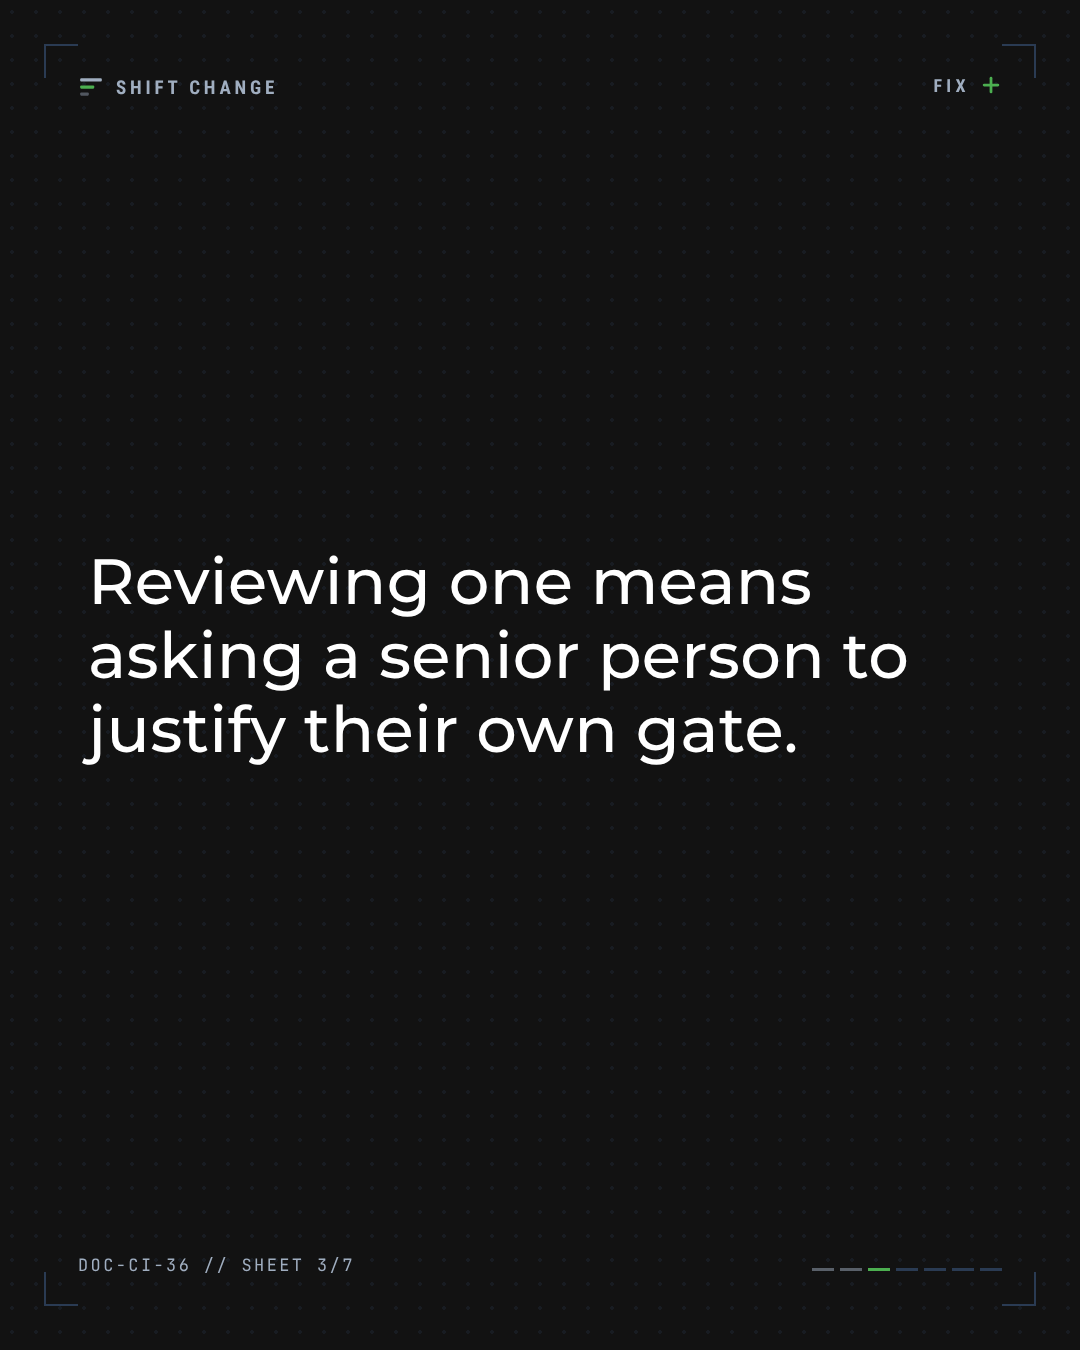 SHIFT CHANGE
FIX +
Reviewing one means
asking a senior person to
justify their own gate.
DOC-CI-36 // SHEET 3/7